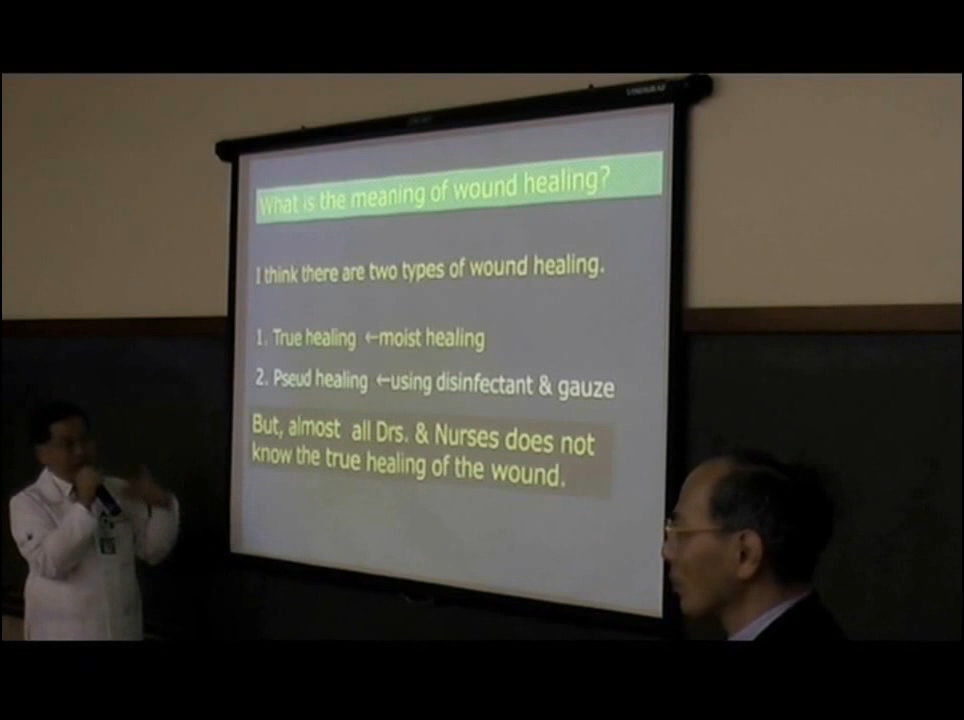 What is the meaning of wound healing?
I think there are two types of wound healing.
1. True healing ←moist healing
2. Pseud healing ←using disinfectant & gauze
But, almost all Drs. & Nurses does not
know the true healing of the wound.